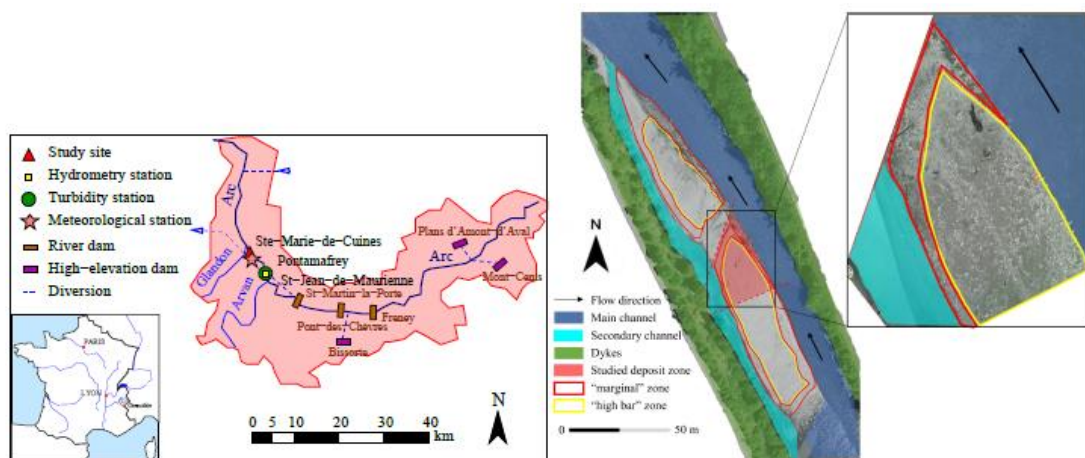 Study site
Hydrometry station
Turbidity station
Meteorological station
River dam
High-elevation dam
Diversion
Arc
Glandon
Arvan
Ste-Marie-de-Cuines
Pontamafrey
St-Jean-de-Maurienne
St-Martin-la-Porte
Pont-des-Chèvres
Freney
Bissorte
Plans d'Amont-d'Aval
Arc
Mont-Cenis
PARIS
LYON
Grenoble
N
0 5 10 20 30 40
km
N
Flow direction
Main channel
Secondary channel
Dykes
Studied deposit zone
"marginal" zone
"high bar" zone
0 50 m